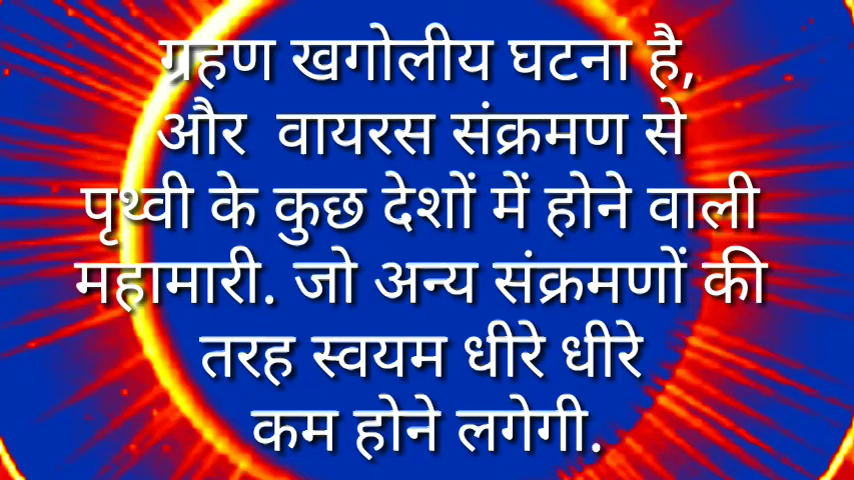 ग्रहण खगोलीय घटना है,
और वायरस संक्रमण से
पृथ्वी के कुछ देशों में होने वाली
महामारी. जो अन्य संक्रमणों की
तरह स्वयम धीरे धीरे
कम होने लगेगी.